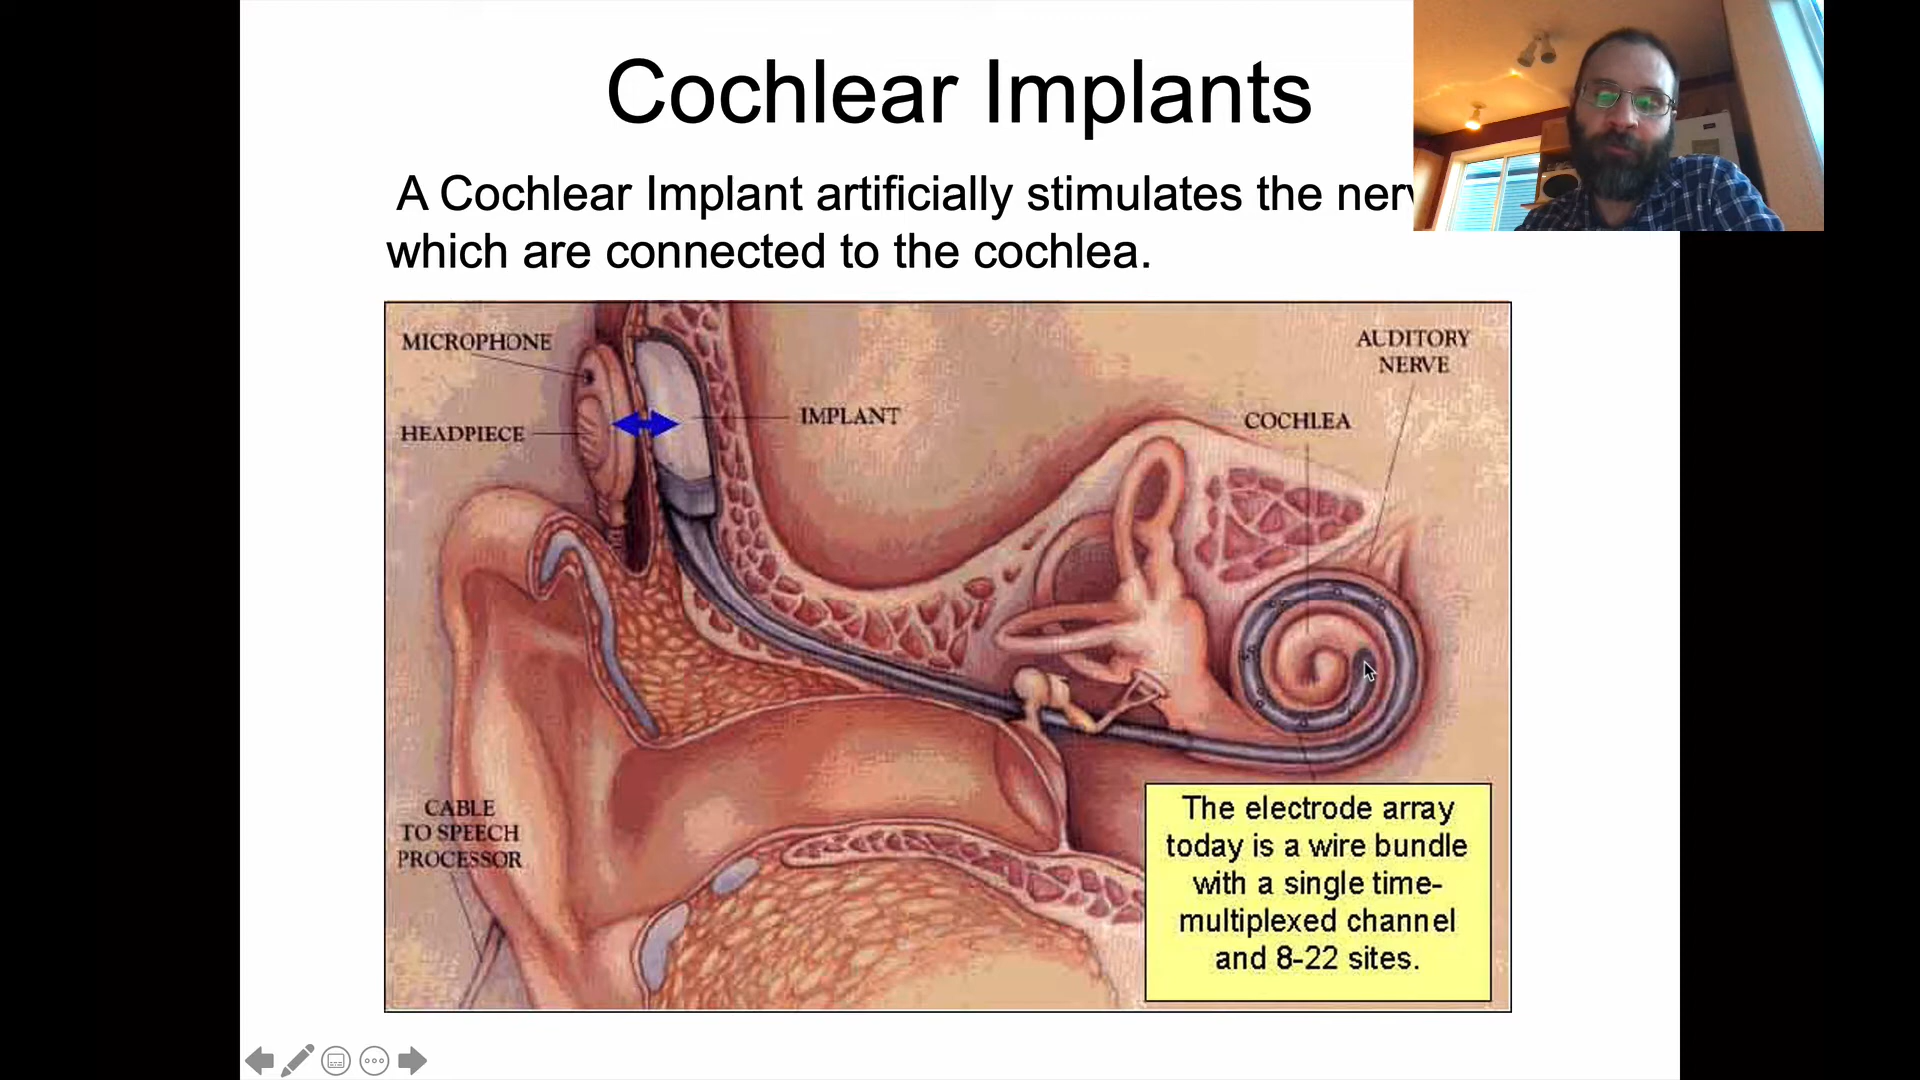 Cochlear Implants
A Cochlear Implant artificially stimulates the
which are connected to the cochlea.
MICROPHONE
HEADPIECE
IMPLANT
COCHLEA
AUDITORY
NERVE
CABLE
TO SPEECH
PROCESSOR
The electrode array
today is a wire bundle
with a single time-
multiplexed channel
and 8-22 sites.